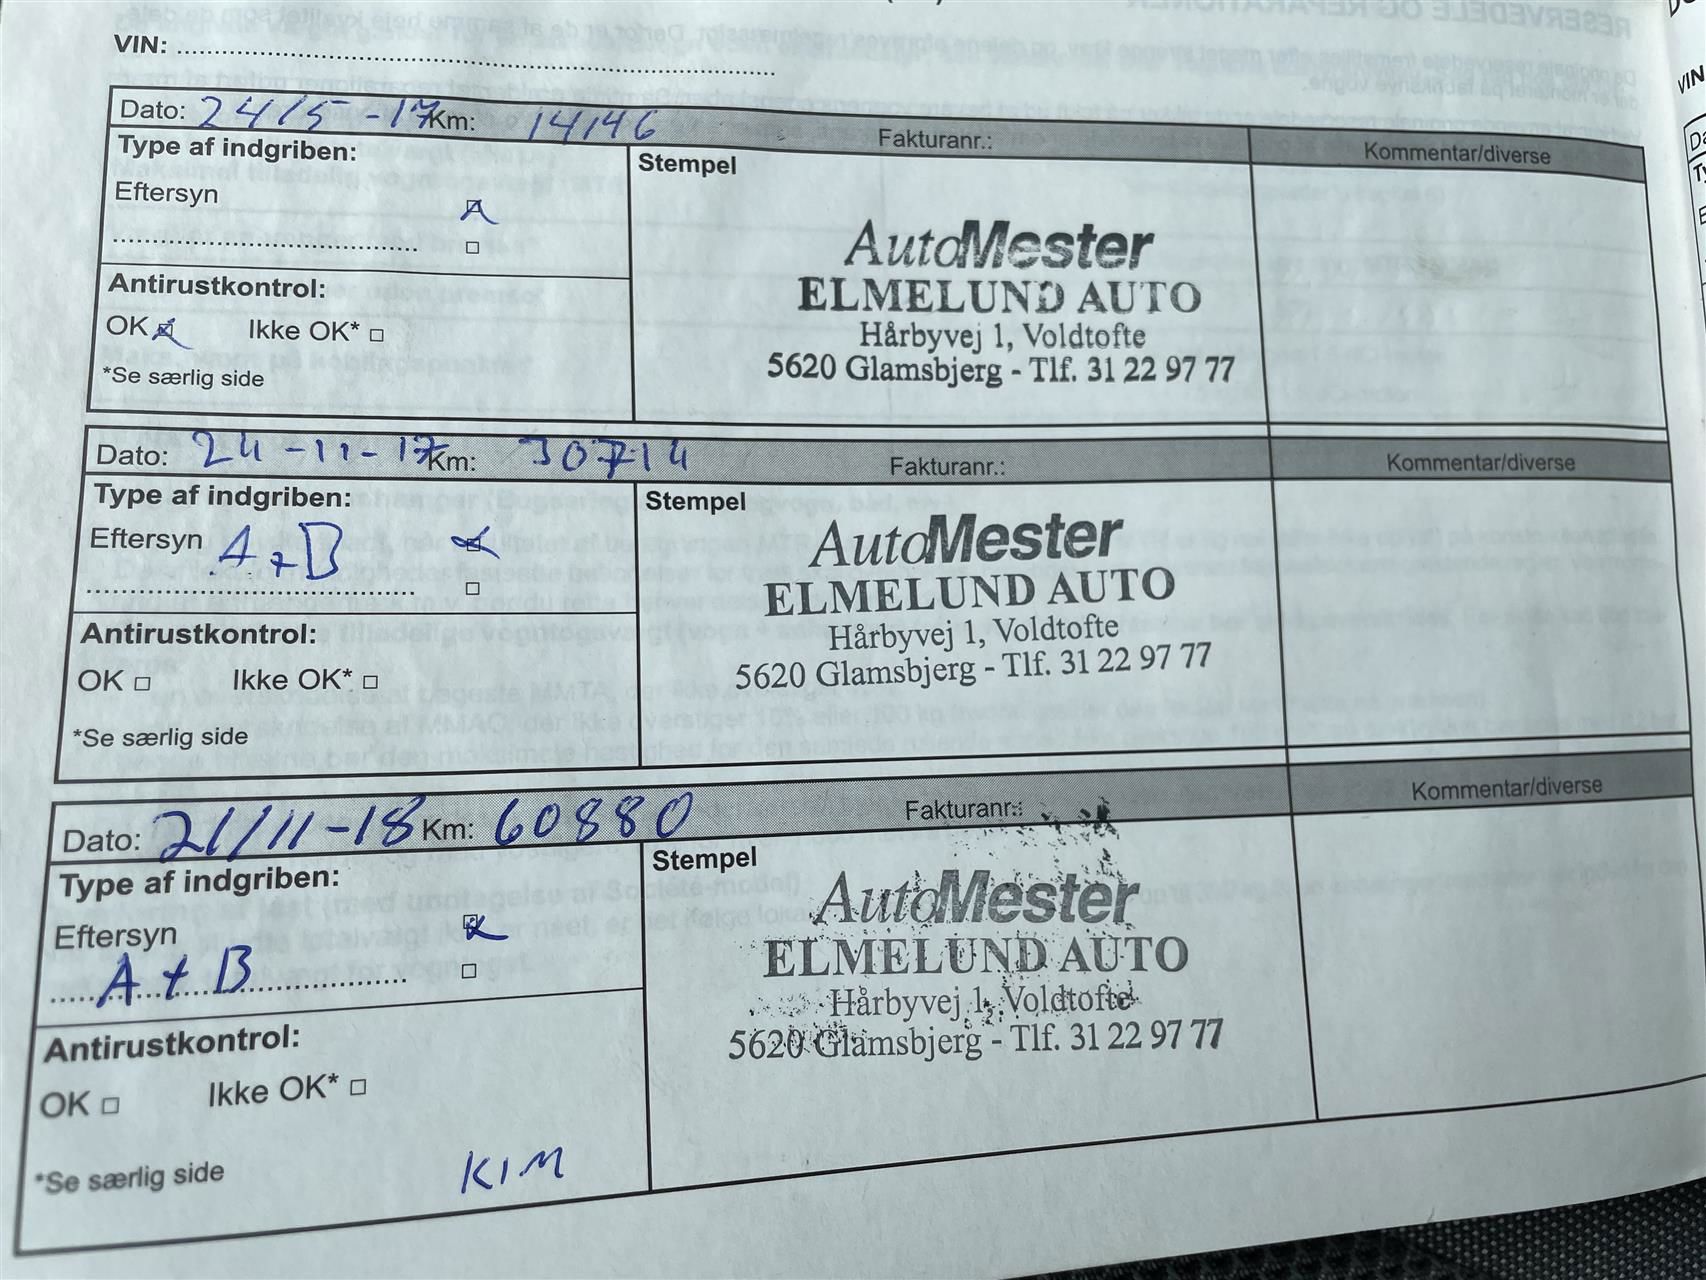 VIN:
Dato: 24/5-17 Km: 14146 Fakturanr.: Kommentar/diverse
Type af indgriben:
Stempel
Eftersyn
Antirustkontrol:
OK Ikke OK*
*Se særlig side
AutoMester
ELMELUND AUTO
Hårbyvej 1, Voldtofte
5620 Glamsbjerg - Tlf. 31 22 97 77
Dato: 24-11-17 Km: 30714 Fakturanr.: Kommentar/diverse
Type af indgriben:
Stempel
Eftersyn A+B
Antirustkontrol:
OK Ikke OK*
*Se særlig side
AutoMester
ELMELUND AUTO
Hårbyvej 1, Voldtofte
5620 Glamsbjerg - Tlf. 31 22 97 77
Dato: 21/11-18 Km: 60880 Fakturanr.: Kommentar/diverse
Type af indgriben:
Stempel
Eftersyn
A+B
Antirustkontrol:
OK Ikke OK*
*Se særlig side
KIM
AutoMester
ELMELUND AUTO
Hårbyvej 1, Voldtofte
5620 Glamsbjerg - Tlf. 31 22 97 77
VIN